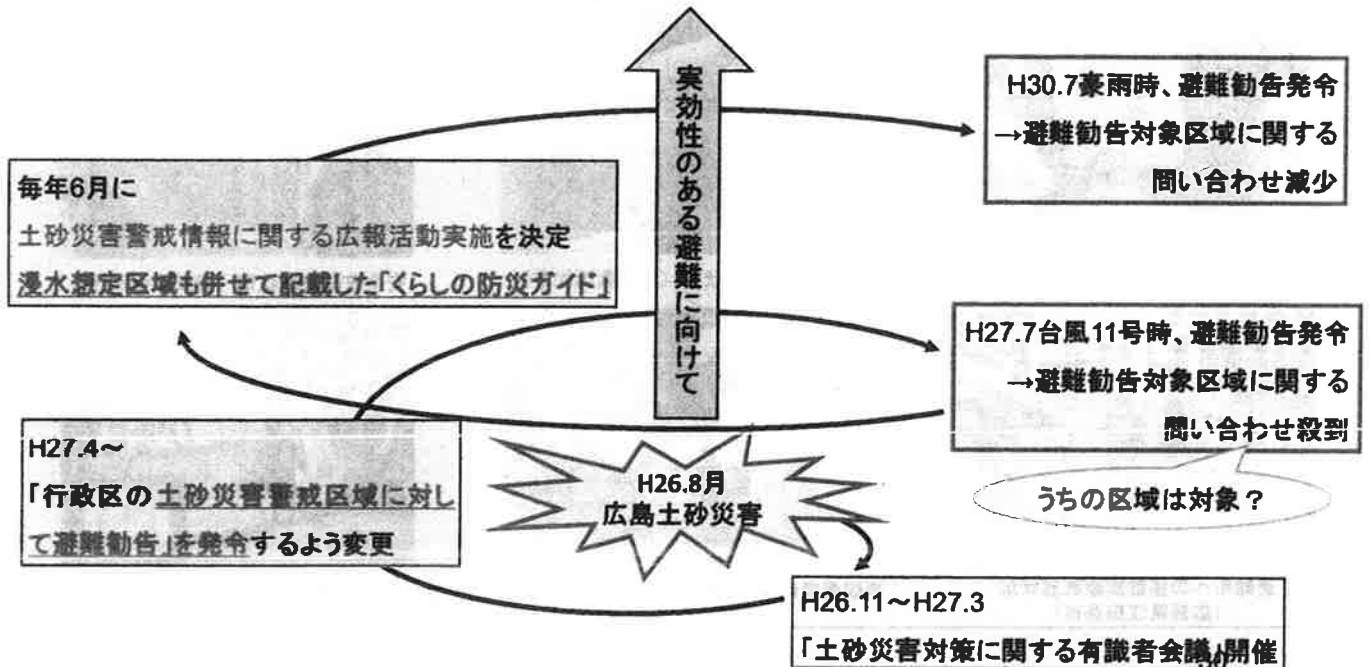 実効性のある避難に向けて
H30.7豪雨時、避難勧告発令
→避難勧告対象区域に関する
問い合わせ減少
毎年6月に
土砂災害警戒情報に関する広報活動実施を決定
浸水想定区域も併せて記載した「くらしの防災ガイド」
H27.7台風11号時、避難勧告発令
→避難勧告対象区域に関する
問い合わせ殺到
うちの区域は対象？
H27.4～
「行政区の土砂災害警戒区域に対し
て避難勧告」を発令するよう変更
H26.8月
広島土砂災害
H26.11～H27.3
「土砂災害対策に関する有識者会議」開催